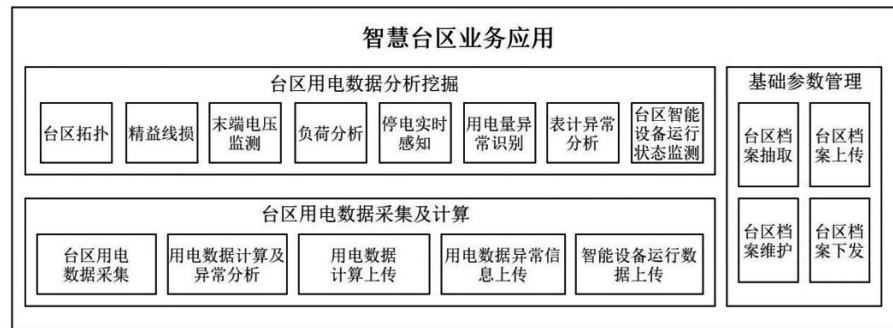 智慧台区业务应用
台区用电数据分析挖掘
台区拓扑
精益线损
末端电压
监测
负荷分析
停电实时
感知
用电量异
常识别
表计异常
分析
台区智能
设备运行
状态监测
台区用电数据采集及计算
台区用电
数据采集
用电数据计算及
异常分析
用电数据
计算上传
用电数据异常信
息上传
智能设备运行数
据上传
基础参数管理
台区档
案抽取
台区档
案上传
台区档
案维护
台区档
案下发